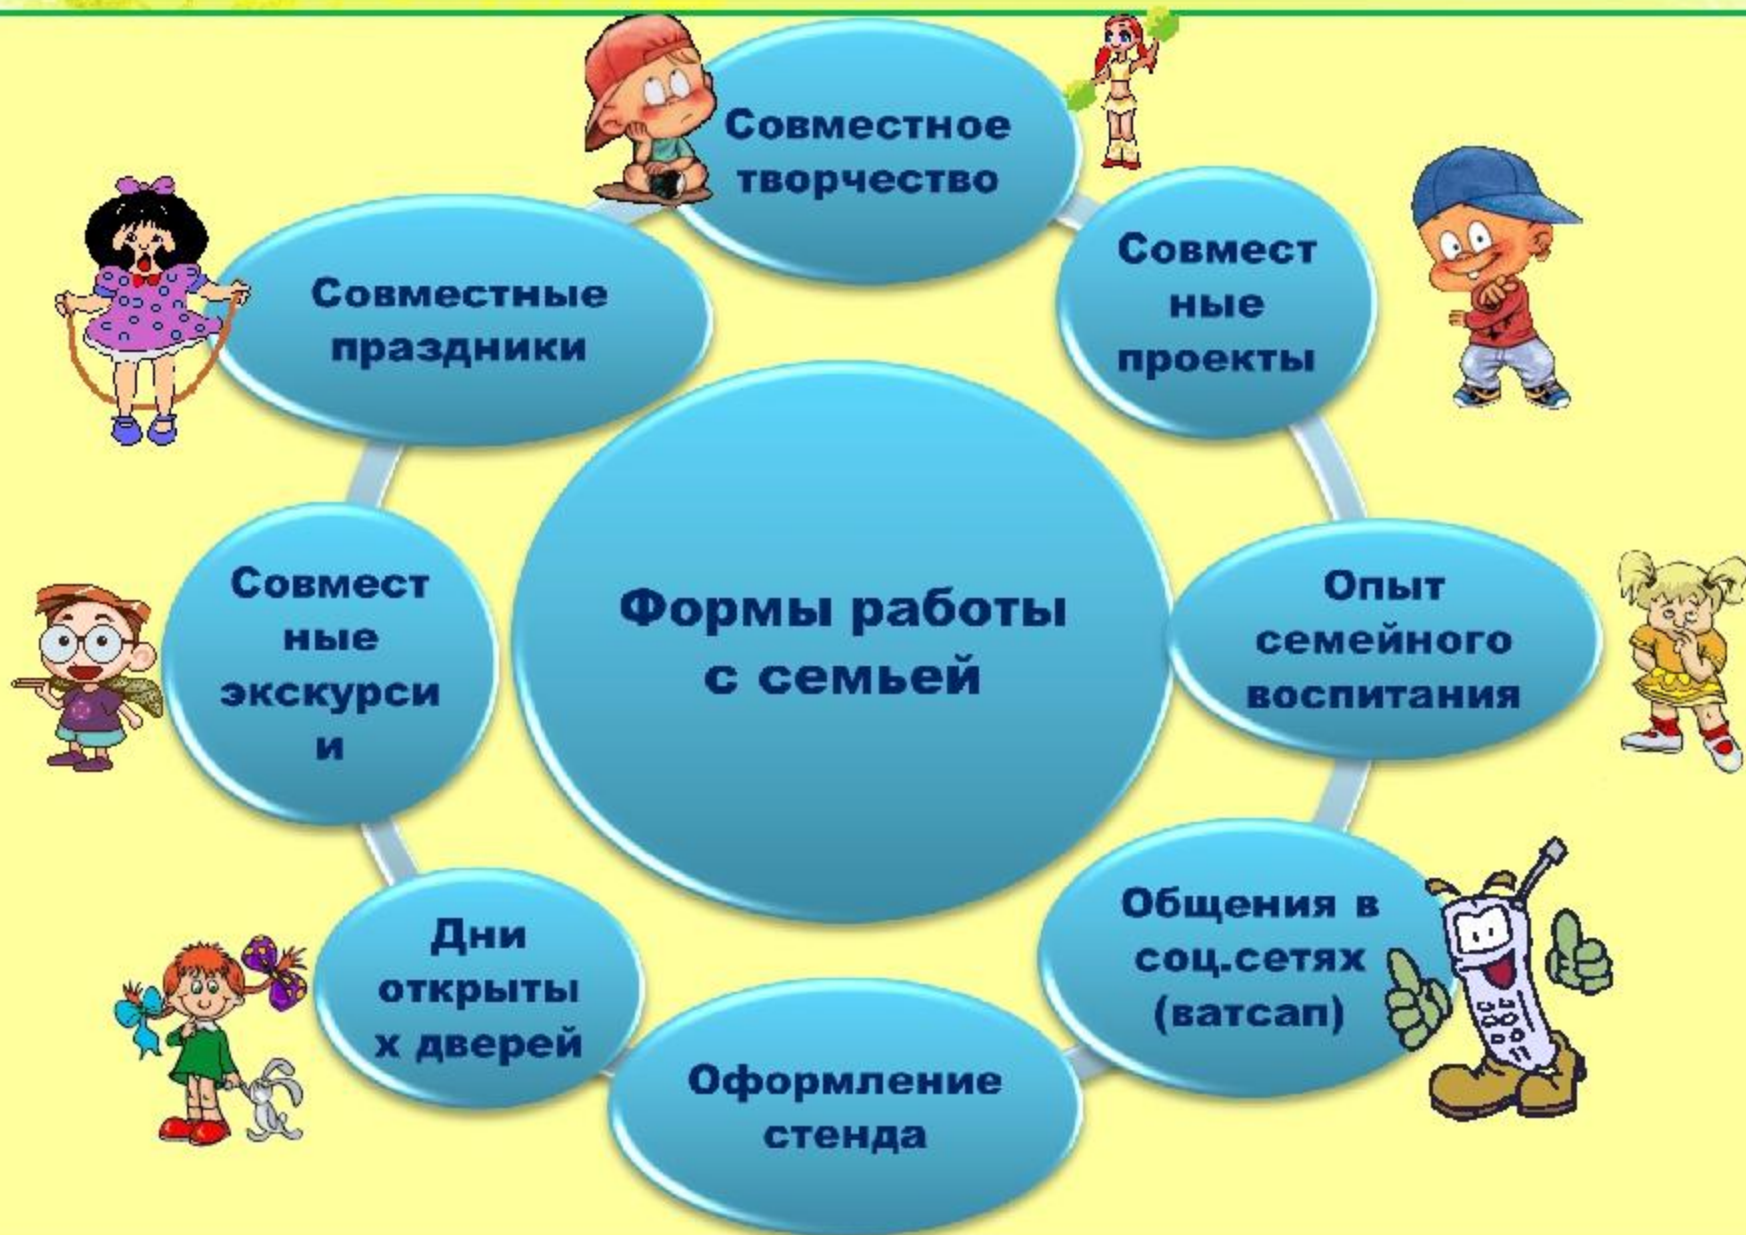 Совместное
творчество
Совмест
ные
проекты
Опыт
семейного
воспитания
Общения в
соц.сетях
(ватсап)
Оформление
стенда
Дни
открыты
х дверей
Совмест
ные
экскурси
и
Совместные
праздники
Формы работы
с семьей